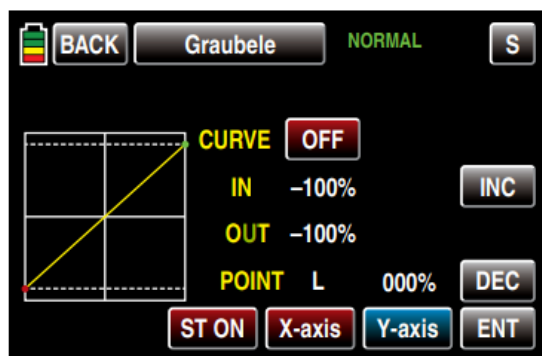 BACK Graubele NORMAL S
CURVE OFF
IN –100% INC
OUT –100%
POINT L 000% DEC
ST ON X-axis Y-axis ENT